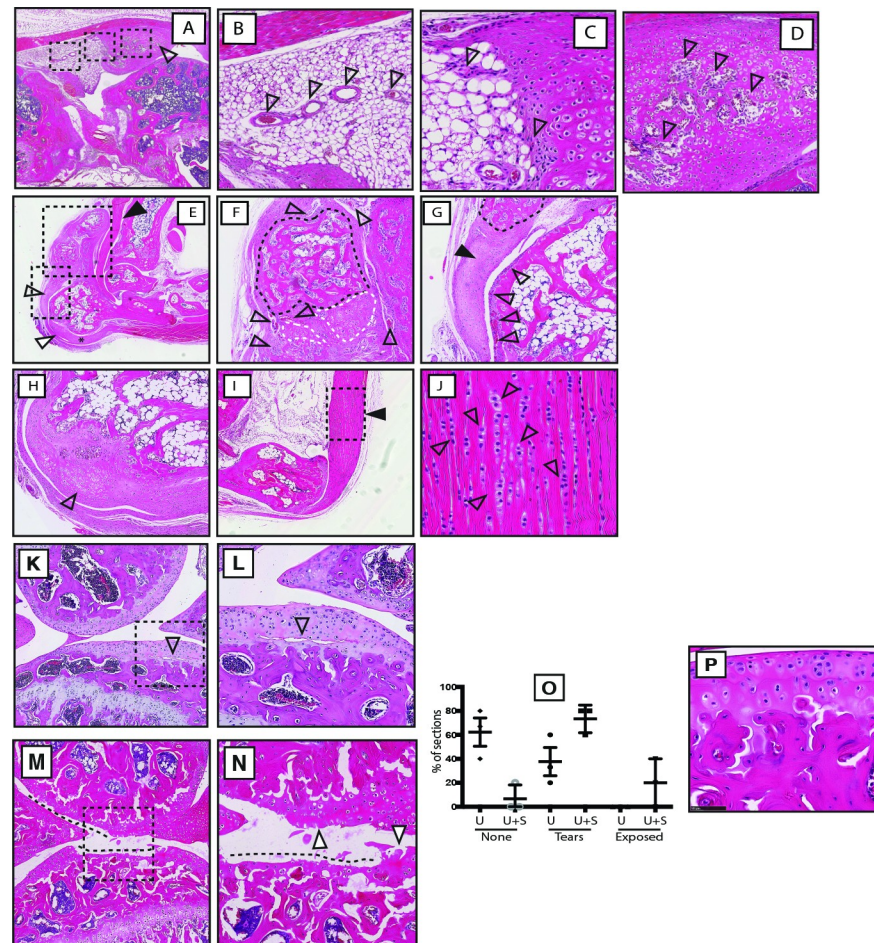 A
B
C
D
E
F
G
H
I
J
K
L
M
N
O
% of sections
100
80
60
40
20
0
U U+S U U+S U U+S
None Tears Exposed
P
*